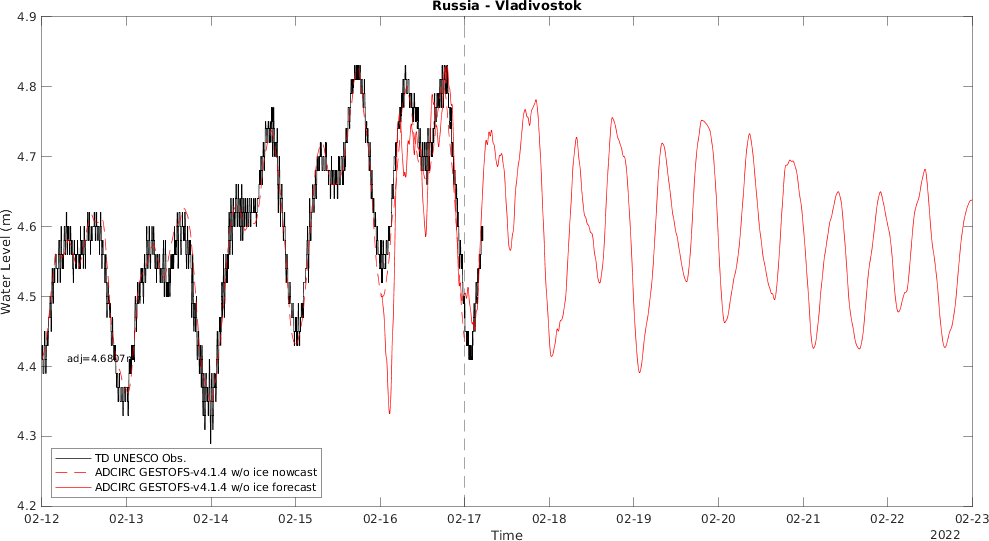 Russia - Vladivostok
4.9
4.8
4.7
4.6
4.5
4.4
4.3
4.2
Water Level (m)
adj=4.6807m
TD UNESCO Obs.
ADCIRC GESTOFS-v4.1.4 w/o ice nowcast
ADCIRC GESTOFS-v4.1.4 w/o ice forecast
02-12 02-13 02-14 02-15 02-16 02-17 02-18 02-19 02-20 02-21 02-22 02-23
Time
2022